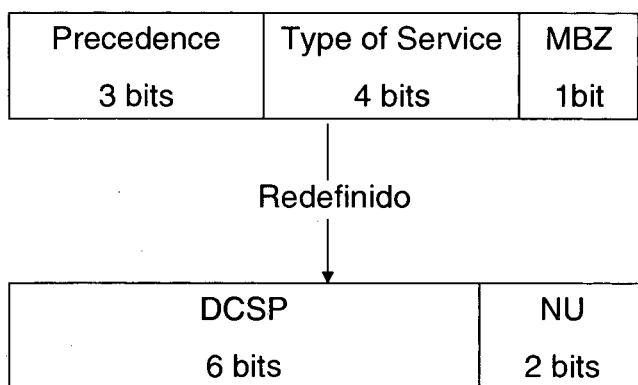 Precedence Type of Service MBZ
3 bits 4 bits 1bit
Redefinido
DCSP NU
6 bits 2 bits